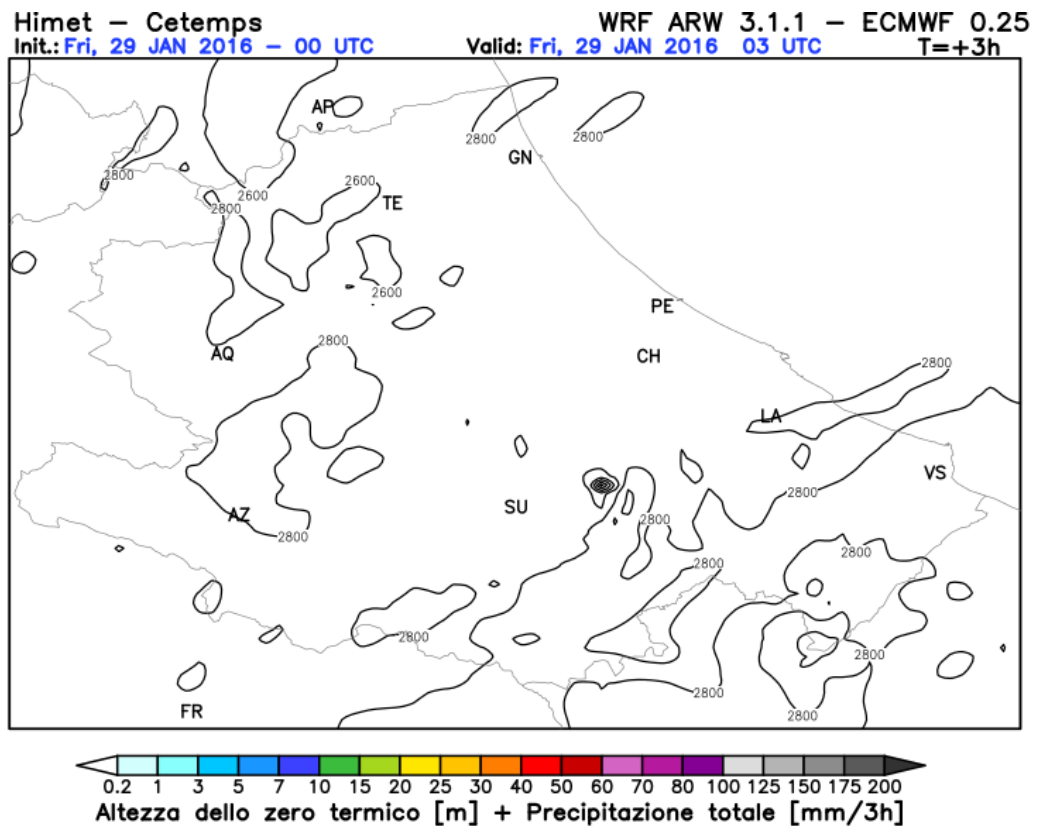 Himet – Cetemps WRF ARW 3.1.1 – ECMWF 0.25
Init.: Fri, 29 JAN 2016 – 00 UTC Valid: Fri, 29 JAN 2016 03 UTC T=+3h
AP
2800 2800
GN
2800
2600 2600
TE
2800
2600
PE
AQ 2800
CH
2800
LA
VS
2800
SU
AZ 2800
2800
2800
2800
2800
2800
2800
FR
2800
0.2 1 3 5 7 10 15 20 25 30 40 50 60 70 80 100 125 150 175 200
Altezza dello zero termico [m] + Precipitazione totale [mm/3h]